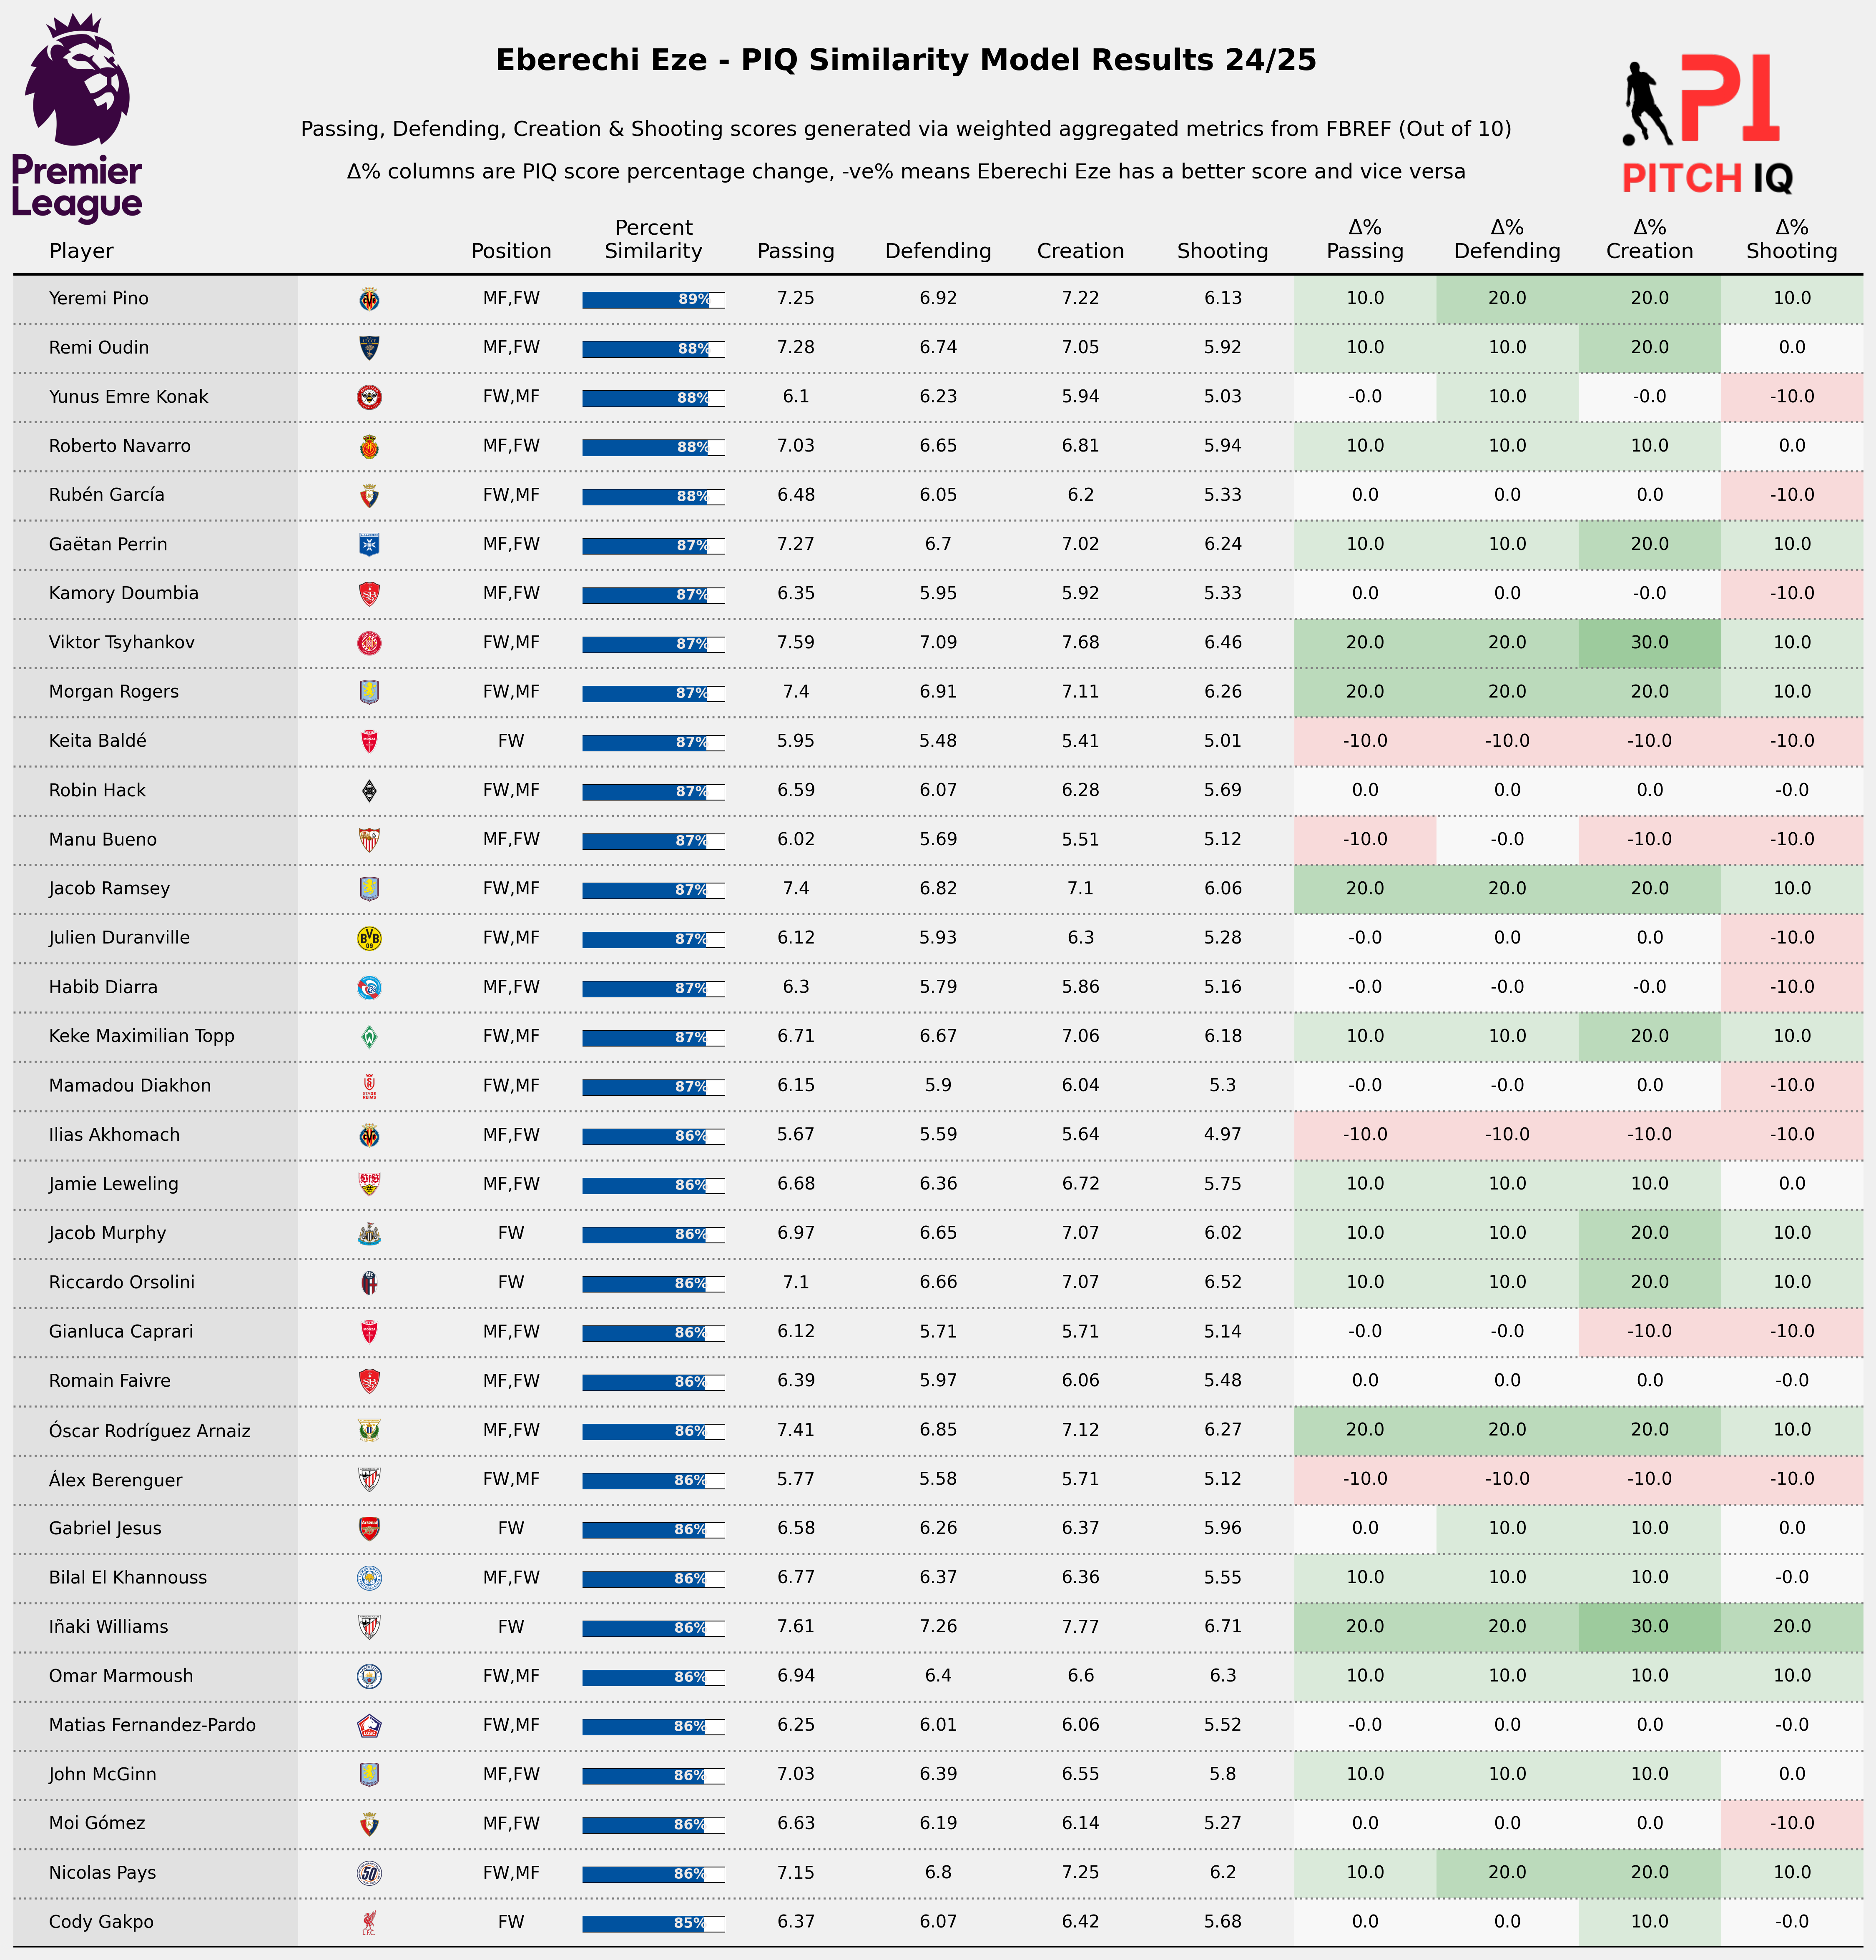 Eberechi Eze - PIQ Similarity Model Results 24/25
Passing, Defending, Creation & Shooting scores generated via weighted aggregated metrics from FBREF (Out of 10)
Δ% columns are PIQ score percentage change, -ve% means Eberechi Eze has a better score and vice versa
Premier
League
PI
PITCH IQ
Player Position Percent Similarity Passing Defending Creation Shooting Δ% Passing Δ% Defending Δ% Creation Δ% Shooting
Yeremi Pino MF,FW 89% 7.25 6.92 7.22 6.13 10.0 20.0 20.0 10.0
Remi Oudin MF,FW 88% 7.28 6.74 7.05 5.92 10.0 10.0 20.0 0.0
Yunus Emre Konak FW,MF 88% 6.1 6.23 5.94 5.03 -0.0 10.0 -0.0 -10.0
Roberto Navarro MF,FW 88% 7.03 6.65 6.81 5.94 10.0 10.0 10.0 0.0
Rubén García FW,MF 88% 6.48 6.05 6.2 5.33 0.0 0.0 0.0 -10.0
Gaëtan Perrin MF,FW 87% 7.27 6.7 7.02 6.24 10.0 10.0 20.0 10.0
Kamory Doumbia MF,FW 87% 6.35 5.95 5.92 5.33 0.0 0.0 -0.0 -10.0
Viktor Tsyhankov FW,MF 87% 7.59 7.09 7.68 6.46 20.0 20.0 30.0 10.0
Morgan Rogers FW,MF 87% 7.4 6.91 7.11 6.26 20.0 20.0 20.0 10.0
Keita Baldé FW 87% 5.95 5.48 5.41 5.01 -10.0 -10.0 -10.0 -10.0
Robin Hack FW,MF 87% 6.59 6.07 6.28 5.69 0.0 0.0 0.0 -0.0
Manu Bueno MF,FW 87% 6.02 5.69 5.51 5.12 -10.0 -0.0 -10.0 -10.0
Jacob Ramsey FW,MF 87% 7.4 6.82 7.1 6.06 20.0 20.0 20.0 10.0
Julien Duranville FW,MF 87% 6.12 5.93 6.3 5.28 -0.0 0.0 0.0 -10.0
Habib Diarra MF,FW 87% 6.3 5.79 5.86 5.16 -0.0 -0.0 -0.0 -10.0
Keke Maximilian Topp FW,MF 87% 6.71 6.67 7.06 6.18 10.0 10.0 20.0 10.0
Mamadou Diakhon FW,MF 87% 6.15 5.9 6.04 5.3 -0.0 -0.0 0.0 -10.0
Ilias Akhomach MF,FW 86% 5.67 5.59 5.64 4.97 -10.0 -10.0 -10.0 -10.0
Jamie Leweling MF,FW 86% 6.68 6.36 6.72 5.75 10.0 10.0 10.0 0.0
Jacob Murphy FW 86% 6.97 6.65 7.07 6.02 10.0 10.0 20.0 10.0
Riccardo Orsolini FW 86% 7.1 6.66 7.07 6.52 10.0 10.0 20.0 10.0
Gianluca Caprari MF,FW 86% 6.12 5.71 5.71 5.14 -0.0 -0.0 -10.0 -10.0
Romain Faivre MF,FW 86% 6.39 5.97 6.06 5.48 0.0 0.0 0.0 -0.0
Óscar Rodríguez Arnaiz MF,FW 86% 7.41 6.85 7.12 6.27 20.0 20.0 20.0 10.0
Álex Berenguer FW,MF 86% 5.77 5.58 5.71 5.12 -10.0 -10.0 -10.0 -10.0
Gabriel Jesus FW 86% 6.58 6.26 6.37 5.96 0.0 10.0 10.0 0.0
Bilal El Khannouss MF,FW 86% 6.77 6.37 6.36 5.55 10.0 10.0 10.0 -0.0
Iñaki Williams FW 86% 7.61 7.26 7.77 6.71 20.0 20.0 30.0 20.0
Omar Marmoush FW,MF 86% 6.94 6.4 6.6 6.3 10.0 10.0 10.0 10.0
Matias Fernandez-Pardo FW,MF 86% 6.25 6.01 6.06 5.52 -0.0 0.0 0.0 -0.0
John McGinn MF,FW 86% 7.03 6.39 6.55 5.8 10.0 10.0 10.0 0.0
Moi Gómez MF,FW 86% 6.63 6.19 6.14 5.27 0.0 0.0 0.0 -10.0
Nicolas Pays FW,MF 86% 7.15 6.8 7.25 6.2 10.0 20.0 20.0 10.0
Cody Gakpo FW 85% 6.37 6.07 6.42 5.68 0.0 0.0 10.0 -0.0